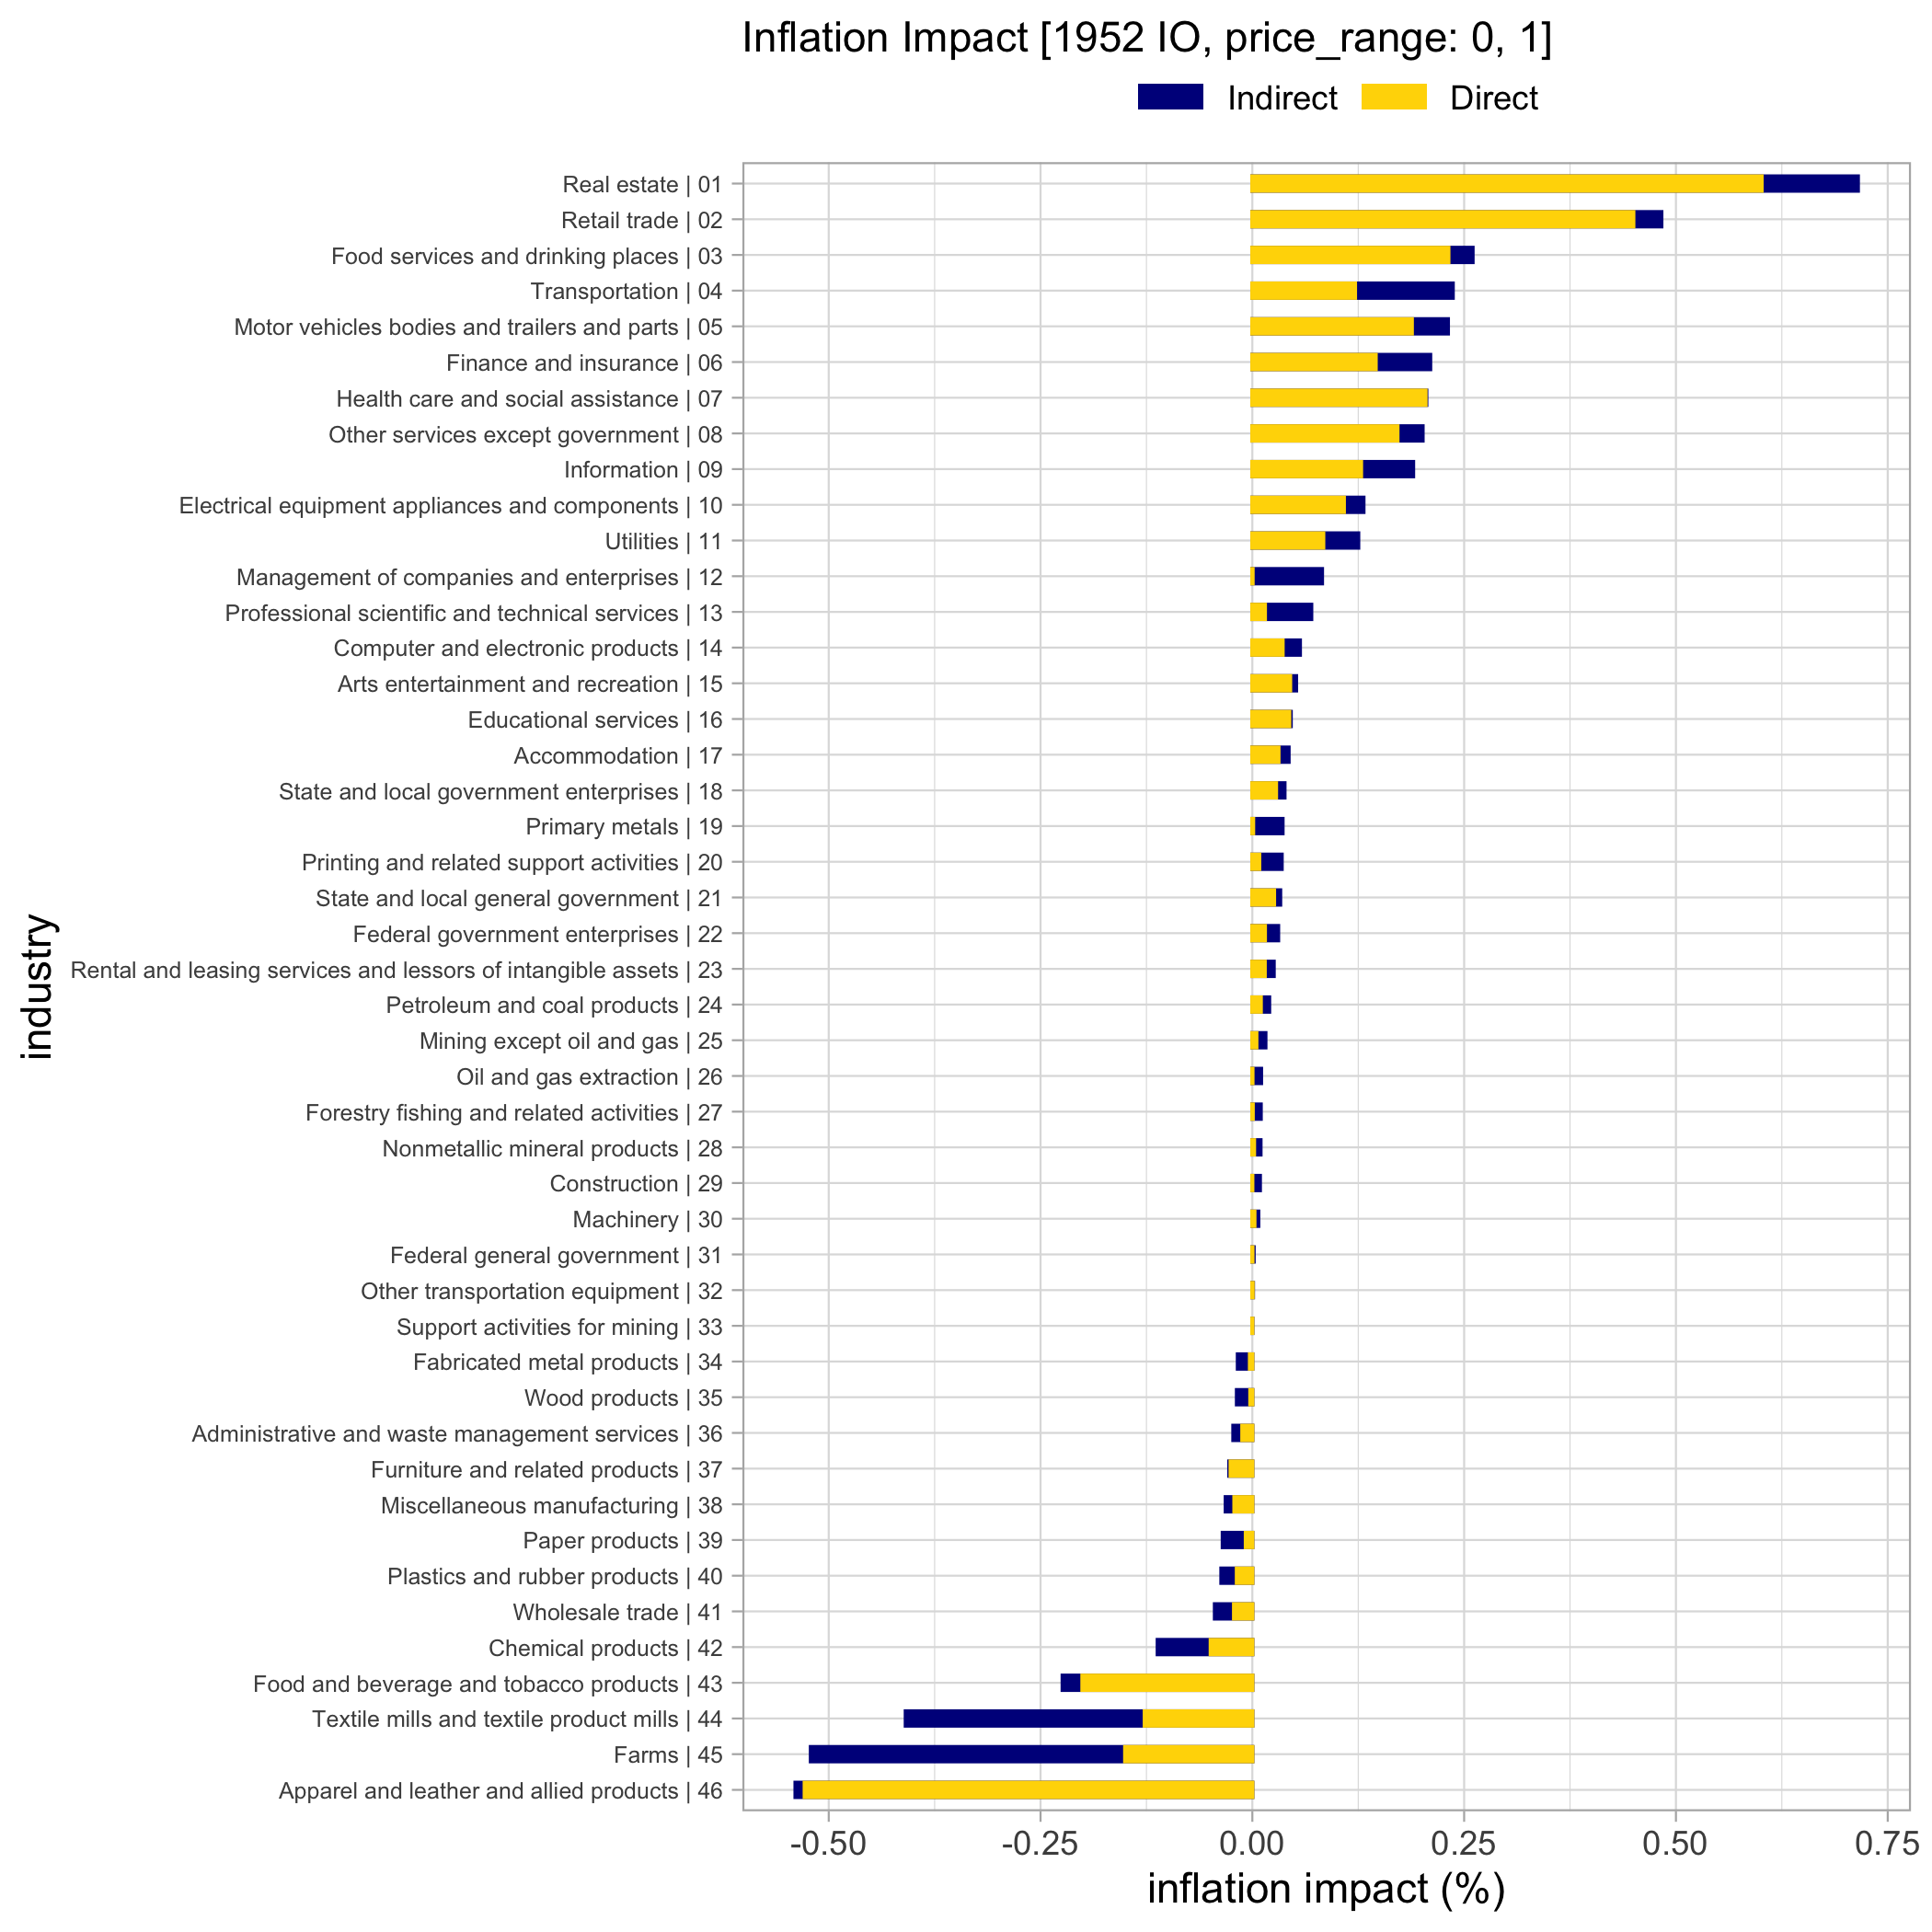 Inflation Impact [1952 IO, price_range: 0, 1]
Indirect Direct
Real estate | 01
Retail trade | 02
Food services and drinking places | 03
Transportation | 04
Motor vehicles bodies and trailers and parts | 05
Finance and insurance | 06
Health care and social assistance | 07
Other services except government | 08
Information | 09
Electrical equipment appliances and components | 10
Utilities | 11
Management of companies and enterprises | 12
Professional scientific and technical services | 13
Computer and electronic products | 14
Arts entertainment and recreation | 15
Educational services | 16
Accommodation | 17
State and local government enterprises | 18
Primary metals | 19
Printing and related support activities | 20
State and local general government | 21
Federal government enterprises | 22
Rental and leasing services and lessors of intangible assets | 23
Petroleum and coal products | 24
Mining except oil and gas | 25
Oil and gas extraction | 26
Forestry fishing and related activities | 27
Nonmetallic mineral products | 28
Construction | 29
Machinery | 30
Federal general government | 31
Other transportation equipment | 32
Support activities for mining | 33
Fabricated metal products | 34
Wood products | 35
Administrative and waste management services | 36
Furniture and related products | 37
Miscellaneous manufacturing | 38
Paper products | 39
Plastics and rubber products | 40
Wholesale trade | 41
Chemical products | 42
Food and beverage and tobacco products | 43
Textile mills and textile product mills | 44
Farms | 45
Apparel and leather and allied products | 46
industry
-0.50 -0.25 0.00 0.25 0.50 0.75
inflation impact (%)